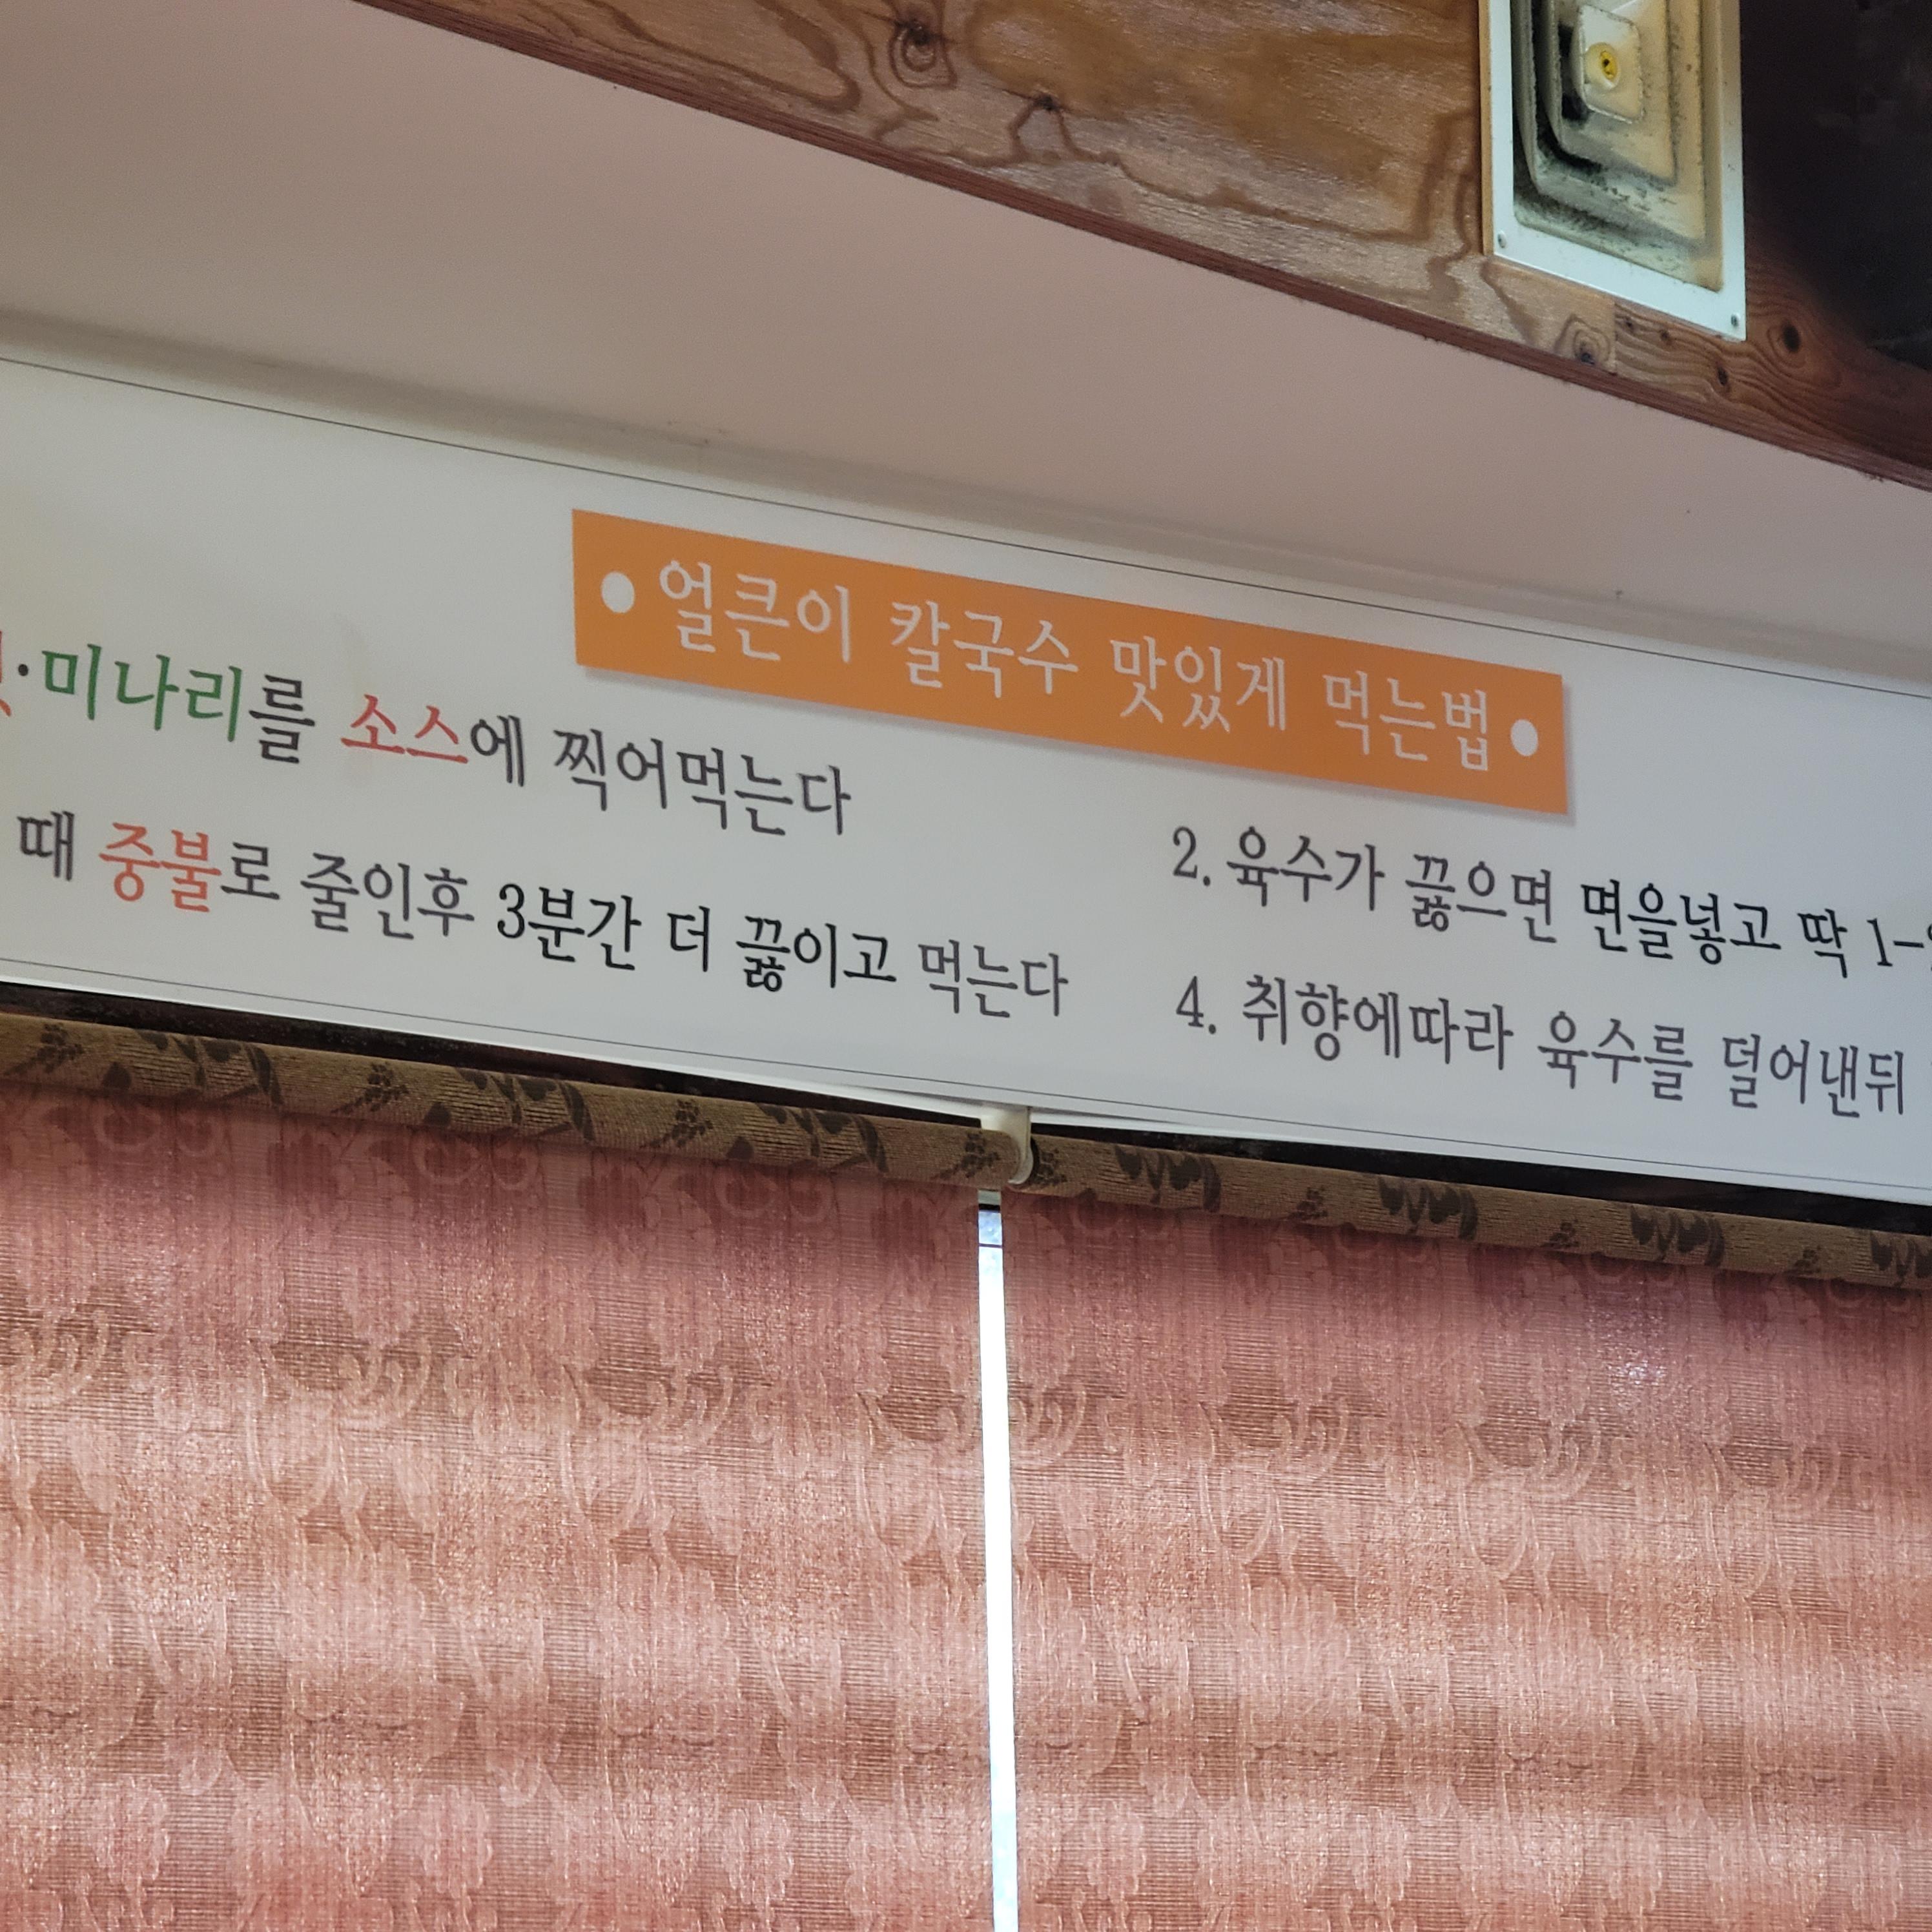 • 얼큰이 칼국수 맛있게 먹는법 •
·미나리를 소스에 찍어먹는다
때 중불로 줄인후 3분간 더 끓이고 먹는다
2. 육수가 끓으면 면을넣고 딱 1-
4. 취향에따라 육수를 덜어낸뒤